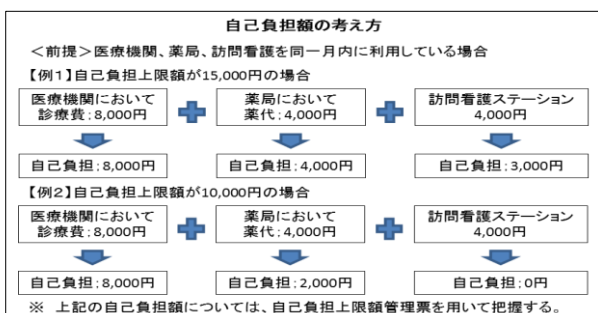 自己負担額の考え方
＜前提＞医療機関、薬局、訪問看護を同一月内に利用している場合
【例1】自己負担上限額が15,000円の場合
医療機関において
診療費:8,000円
薬局において
薬代:4,000円
訪問看護ステーション
4,000円
自己負担:8,000円
自己負担:4,000円
自己負担:3,000円
【例2】自己負担上限額が10,000円の場合
医療機関において
診療費:8,000円
薬局において
薬代:4,000円
訪問看護ステーション
4,000円
自己負担:8,000円
自己負担:2,000円
自己負担:0円
※ 上記の自己負担額については、自己負担上限額管理票を用いて把握する。